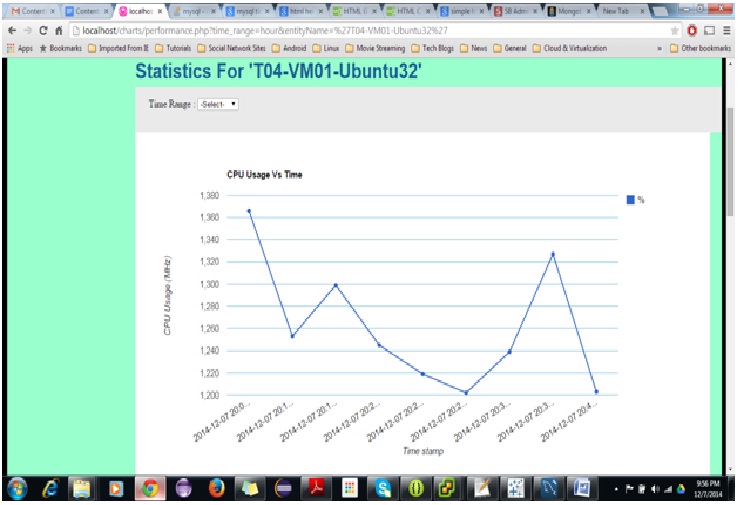 Content
Content
localhos
mysql -
mysql t
html he
HTML C
HTML C
simple l
SB Adm
MongoI
New Tab
localhost/charts/performance.php?time_range=hour&entityName=%27T04-VM01-Ubuntu32%27
Apps Bookmarks Imported from IE Tutorials Social Network Sites Android Linux Movie Streaming Tech Blogs News General Cloud & Virtualization » Other bookmarks
Statistics For 'T04-VM01-Ubuntu32'
Time Range : -Select-
CPU Usage Vs Time
%
1,380
1,360
1,340
1,320
1,300
1,280
1,260
1,240
1,220
1,200
CPU Usage (MHz)
2014-12-07 20:0...
2014-12-07 20:1...
2014-12-07 20:1...
2014-12-07 20:2...
2014-12-07 20:2...
2014-12-07 20:2...
2014-12-07 20:3...
2014-12-07 20:3...
2014-12-07 20:4...
Time stamp
9:56 PM
12/7/2014